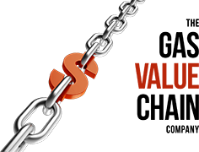 $
THE
GAS
VALUE
CHAIN
COMPANY